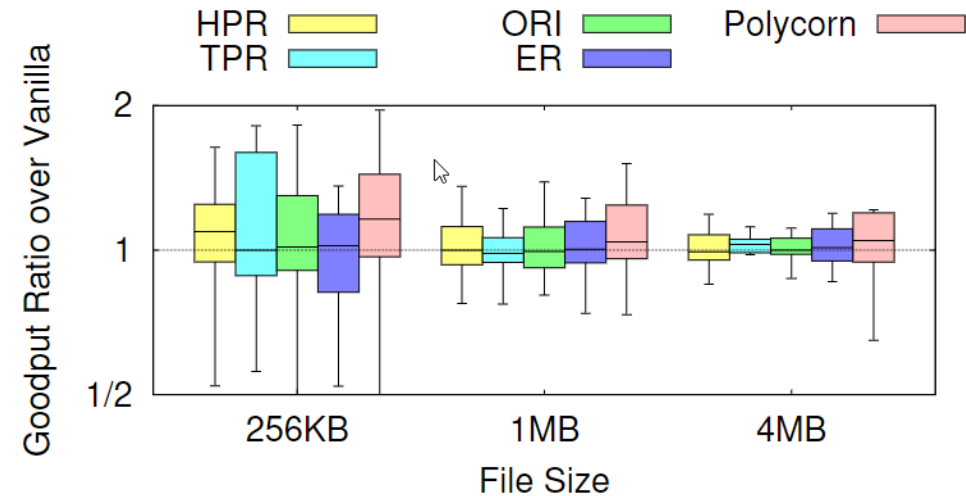 HPR ORI Polycorn
TPR ER
Goodput Ratio over Vanilla
2
1
1/2
256KB 1MB 4MB
File Size